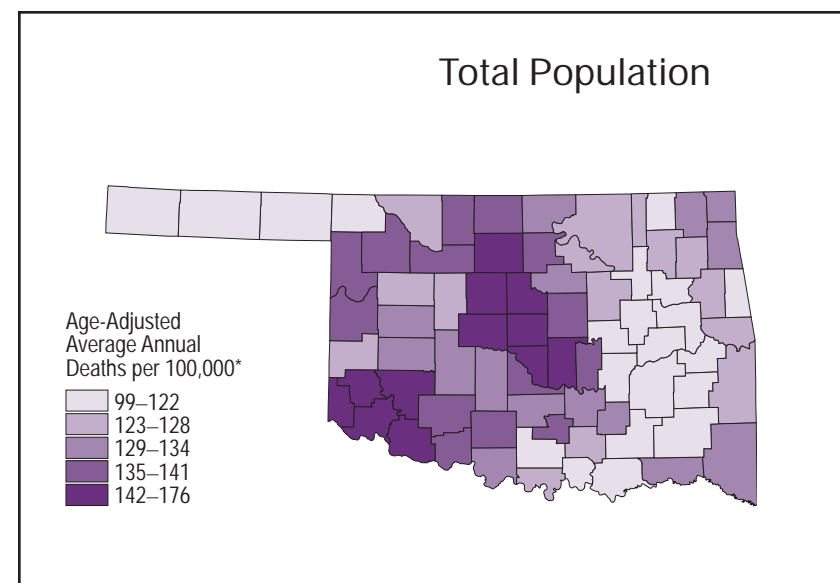 Total Population
Age-Adjusted
Average Annual
Deaths per 100,000*
99–122
123–128
129–134
135–141
142–176